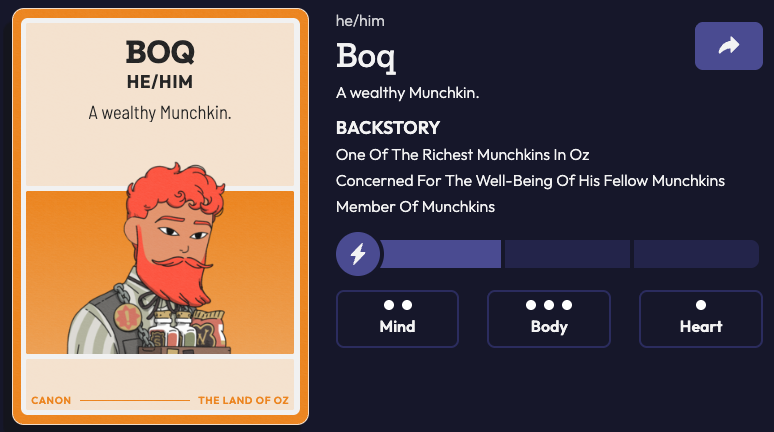 BOQ
HE/HIM
A wealthy Munchkin.
CANON
THE LAND OF OZ
he/him
Boq
A wealthy Munchkin.
BACKSTORY
One Of The Richest Munchkins In Oz
Concerned For The Well-Being Of His Fellow Munchkins
Member Of Munchkins
Mind
Body
Heart